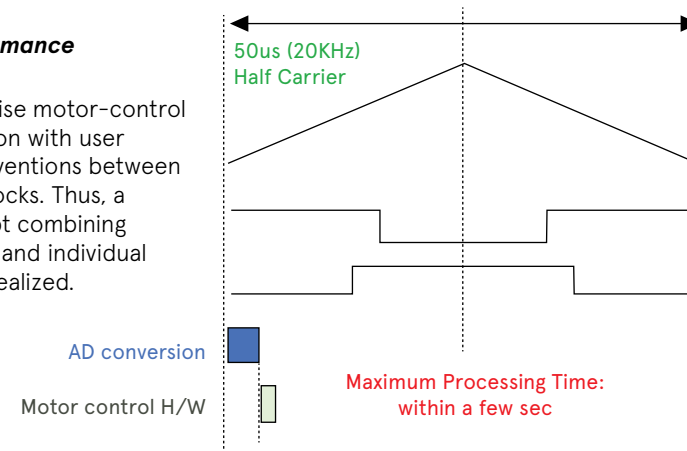 mance
ise motor-control
on with user
ventions between
ocks. Thus, a
ot combining
and individual
ealized.
50us (20KHz)
Half Carrier
AD conversion
Motor control H/W
Maximum Processing Time:
within a few sec